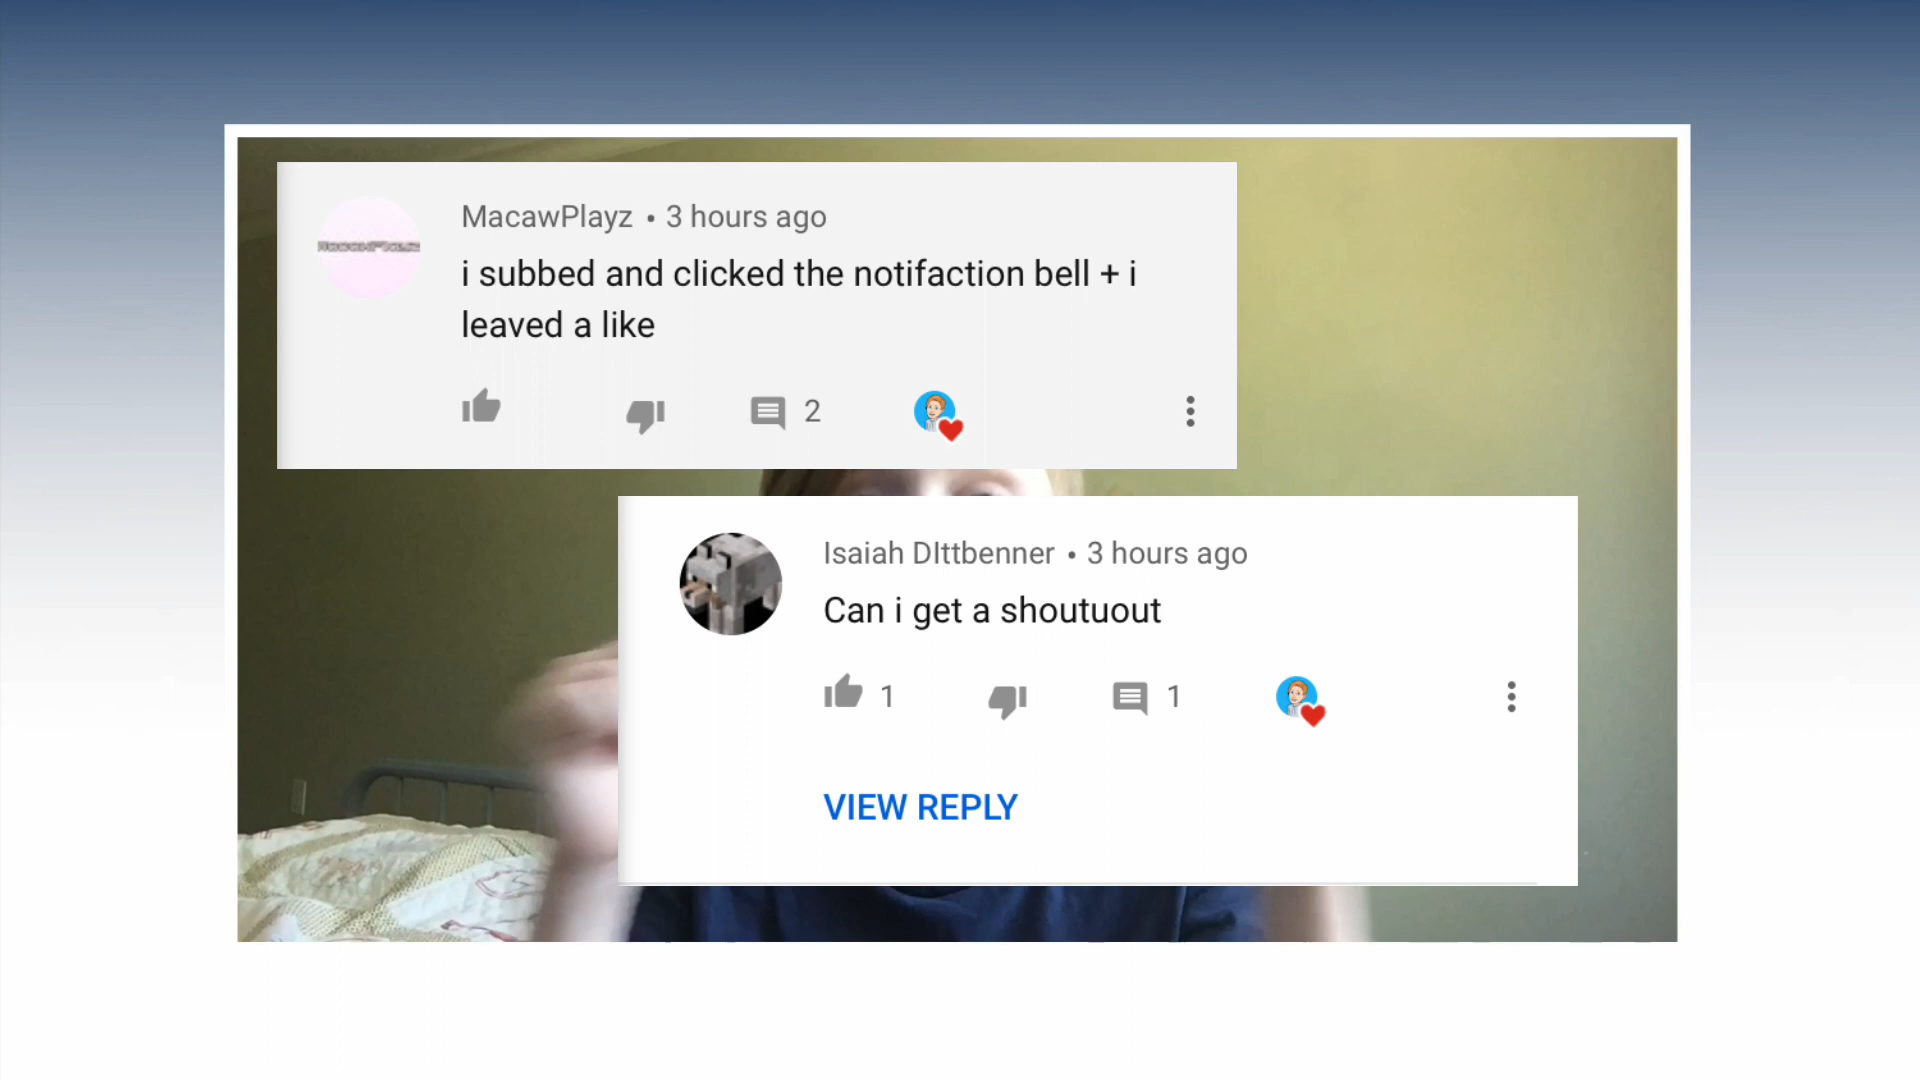 MacawPlayz • 3 hours ago
i subbed and clicked the notifaction bell + i
leaved a like
2
Isaiah DIttbenner • 3 hours ago
Can i get a shoutuout
1 1
VIEW REPLY